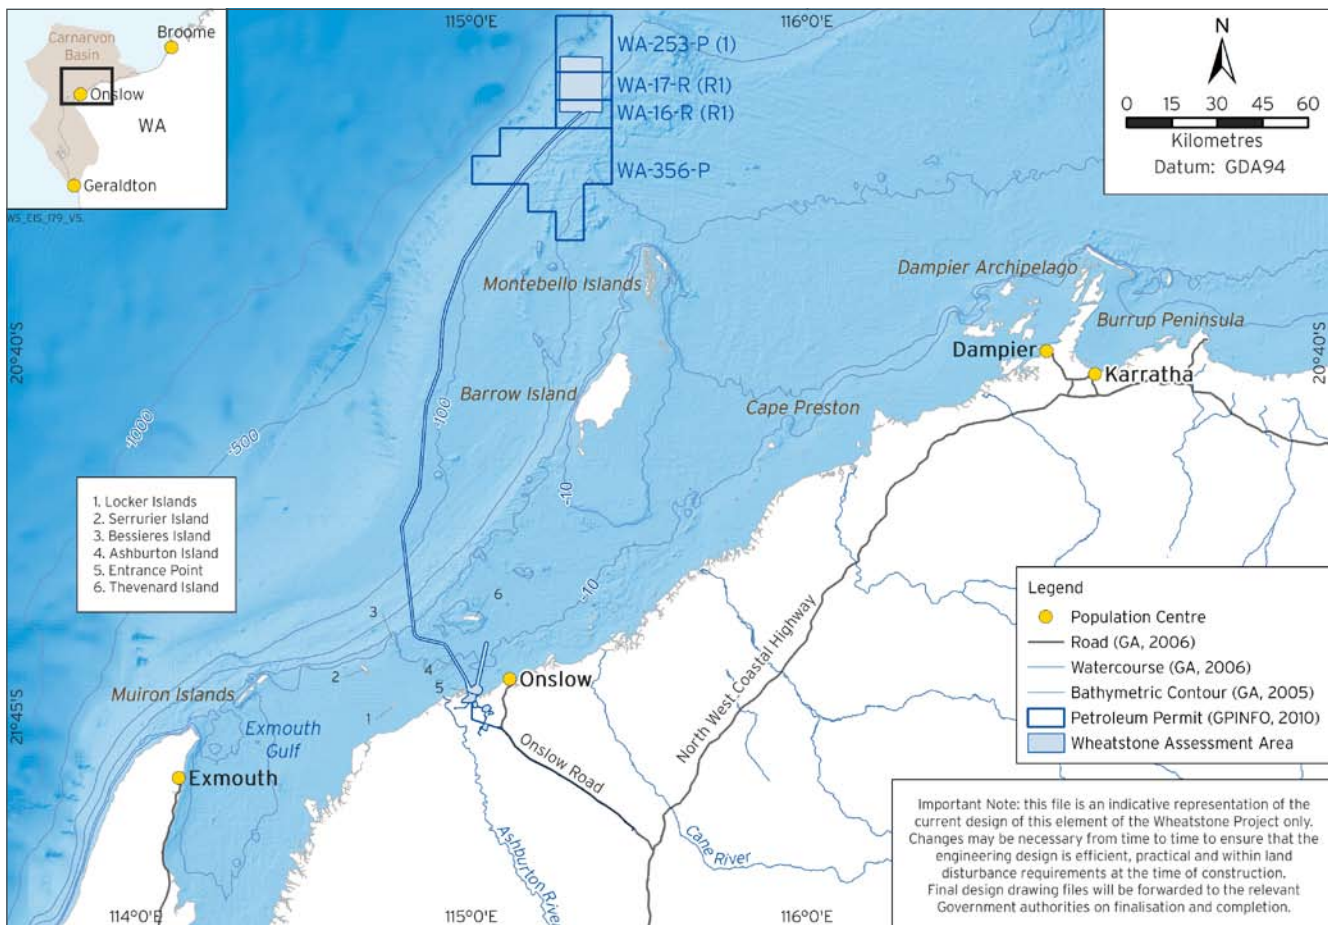 115°0'E
116°0'E
Broome
Carnarvon
Basin
Onslow
WA
Geraldton
WS_EIS_179_V5.
WA-253-P (1)
WA-17-R (R1)
WA-16-R (R1)
WA-356-P
N
0 15 30 45 60
Kilometres
Datum: GDA94
Montebello Islands
Dampier Archipelago
Burrup Peninsula
20°40'S
20°40'S
Dampier
Karratha
Barrow Island
Cape Preston
-1000
-500
-100
-10
-10
1. Locker Islands
2. Serrurier Island
3. Bessieres Island
4. Ashburton Island
5. Entrance Point
6. Thevenard Island
3
6
2
4
5
1
Muiron Islands
Onslow
21°45'S
Exmouth
Gulf
Exmouth
Onslow Road
North West Coastal Highway
Ashburton River
Cane River
Legend
Population Centre
Road (GA, 2006)
Watercourse (GA, 2006)
Bathymetric Contour (GA, 2005)
Petroleum Permit (GPINFO, 2010)
Wheatstone Assessment Area
Important Note: this file is an indicative representation of the
current design of this element of the Wheatstone Project only.
Changes may be necessary from time to time to ensure that the
engineering design is efficient, practical and within land
disturbance requirements at the time of construction.
Final design drawing files will be forwarded to the relevant
Government authorities on finalisation and completion.
114°0'E
115°0'E
116°0'E